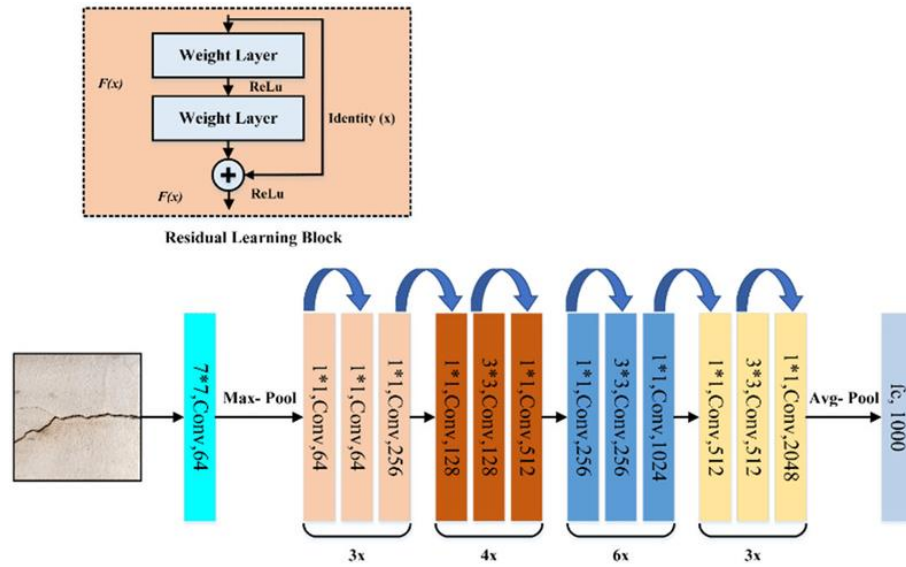 Weight Layer
F(x)
ReLu
Weight Layer
Identity (x)
+
F(x)
ReLu
Residual Learning Block
7*7,Conv,64
Max- Pool
1*1,Conv,64
1*1,Conv,64
1*1,Conv,256
1*1,Conv,128
3*3,Conv,128
1*1,Conv,512
1*1,Conv,256
3*3,Conv,256
1*1,Conv,1024
1*1,Conv,512
3*3,Conv,512
1*1,Conv,2048
Avg- Pool
fc, 1000
3x
4x
6x
3x